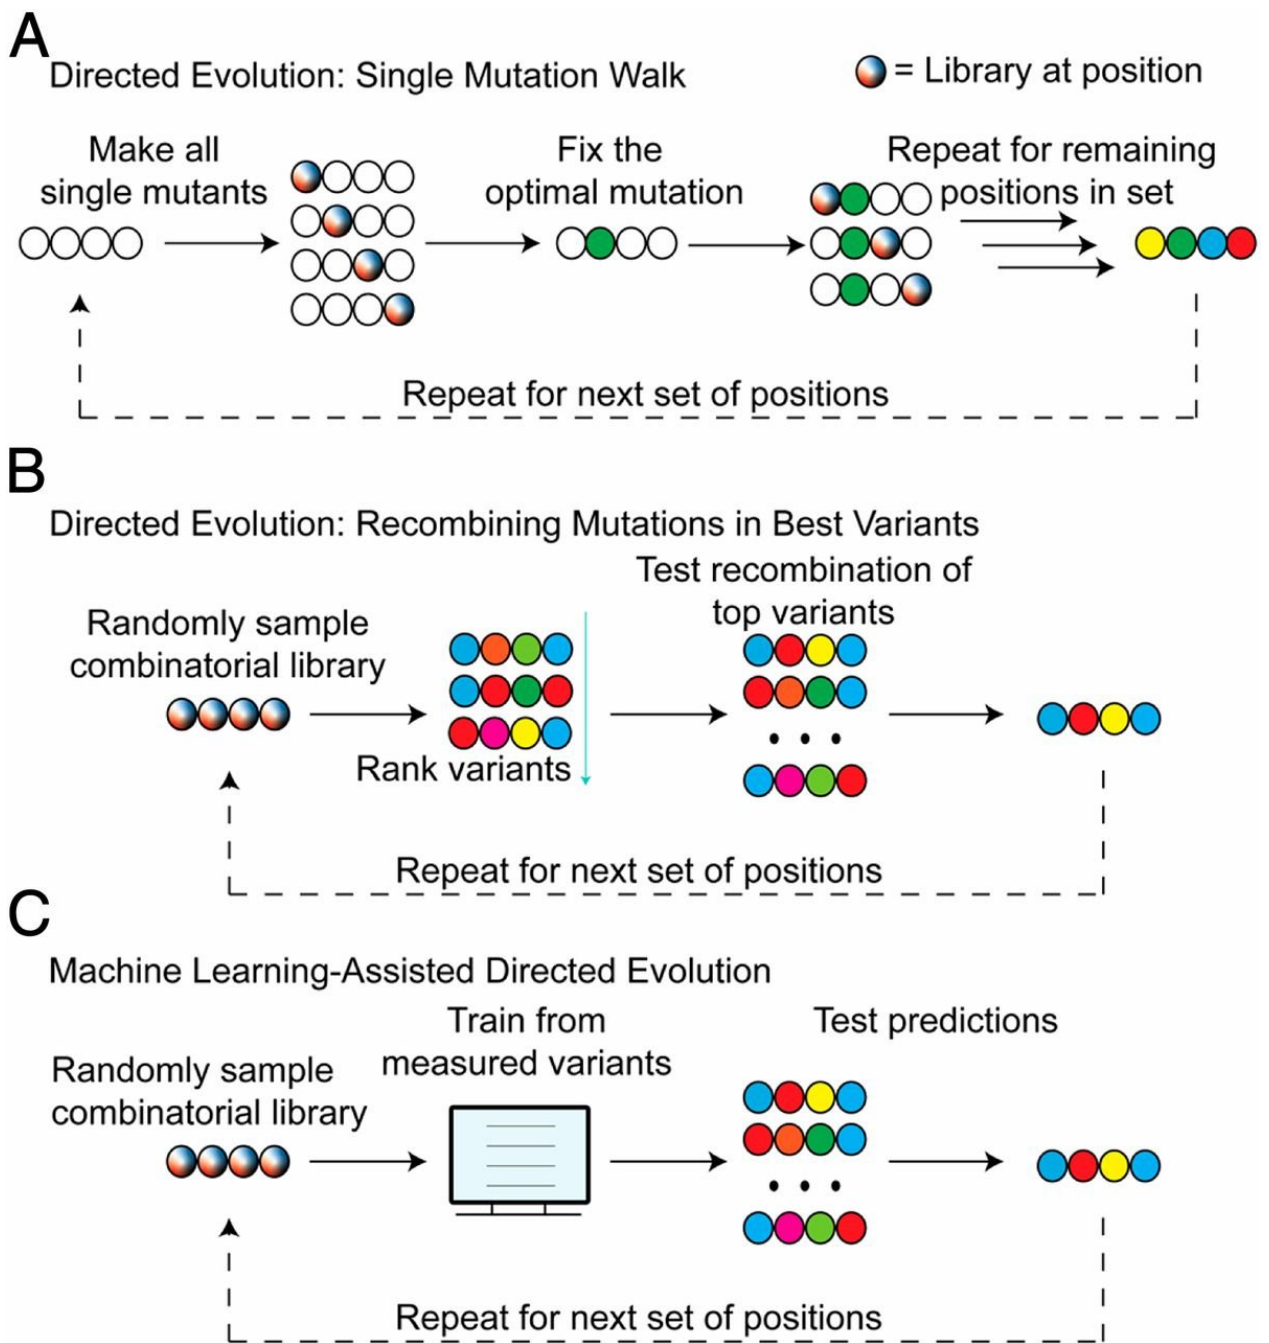 A
Directed Evolution: Single Mutation Walk
= Library at position
Make all
single mutants
Fix the
optimal mutation
Repeat for remaining
positions in set
Repeat for next set of positions
B
Directed Evolution: Recombining Mutations in Best Variants
Randomly sample
combinatorial library
Rank variants
Test recombination of
top variants
Repeat for next set of positions
C
Machine Learning-Assisted Directed Evolution
Randomly sample
combinatorial library
Train from
measured variants
Test predictions
Repeat for next set of positions